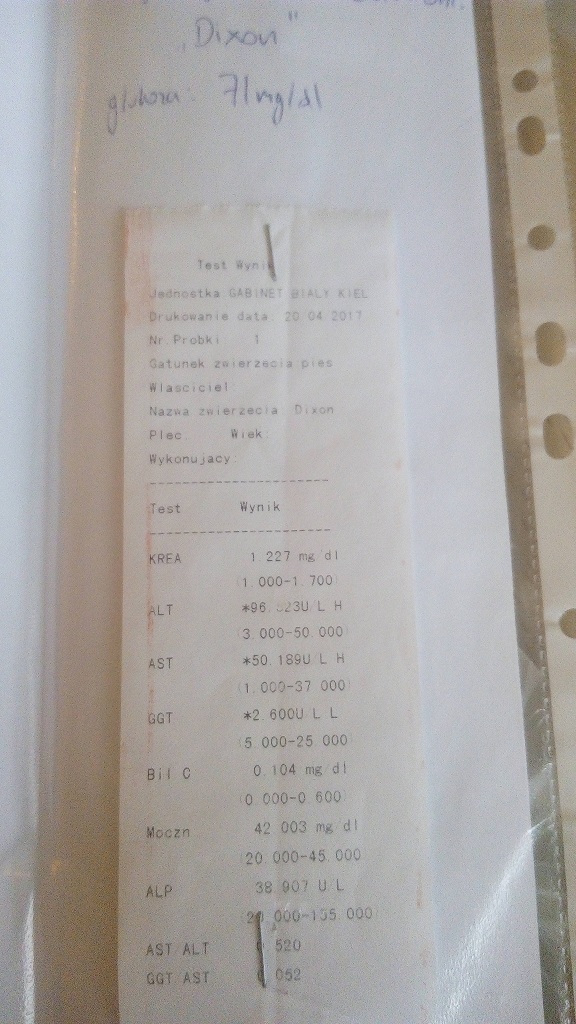 „Dixon"
glukoza: 71 mg/dl
Test Wynik
Jednostka GABINET BIALY KIEL
Drukowanie data: 20 04 2017
Nr. Probki: 1
Gatunek zwierzecia pies
Wlasciciel:
Nazwa zwierzecia Dixon
Plec: Wiek:
Wykonujacy:
Test Wynik
KREA 1.227 mg dl
(1.000-1.700)
ALT U L H
(3.000-50.000)
AST *50.189U L H
(1.000-37 000)
GGT *2.600U L L
(5.000-25 000)
Bil C 0.104 mg dl
(0 000-0 600)
Moczn 42 003 mg dl
(20 000-45 000)
ALP 38 907 U L
AST ALT
GGT AST